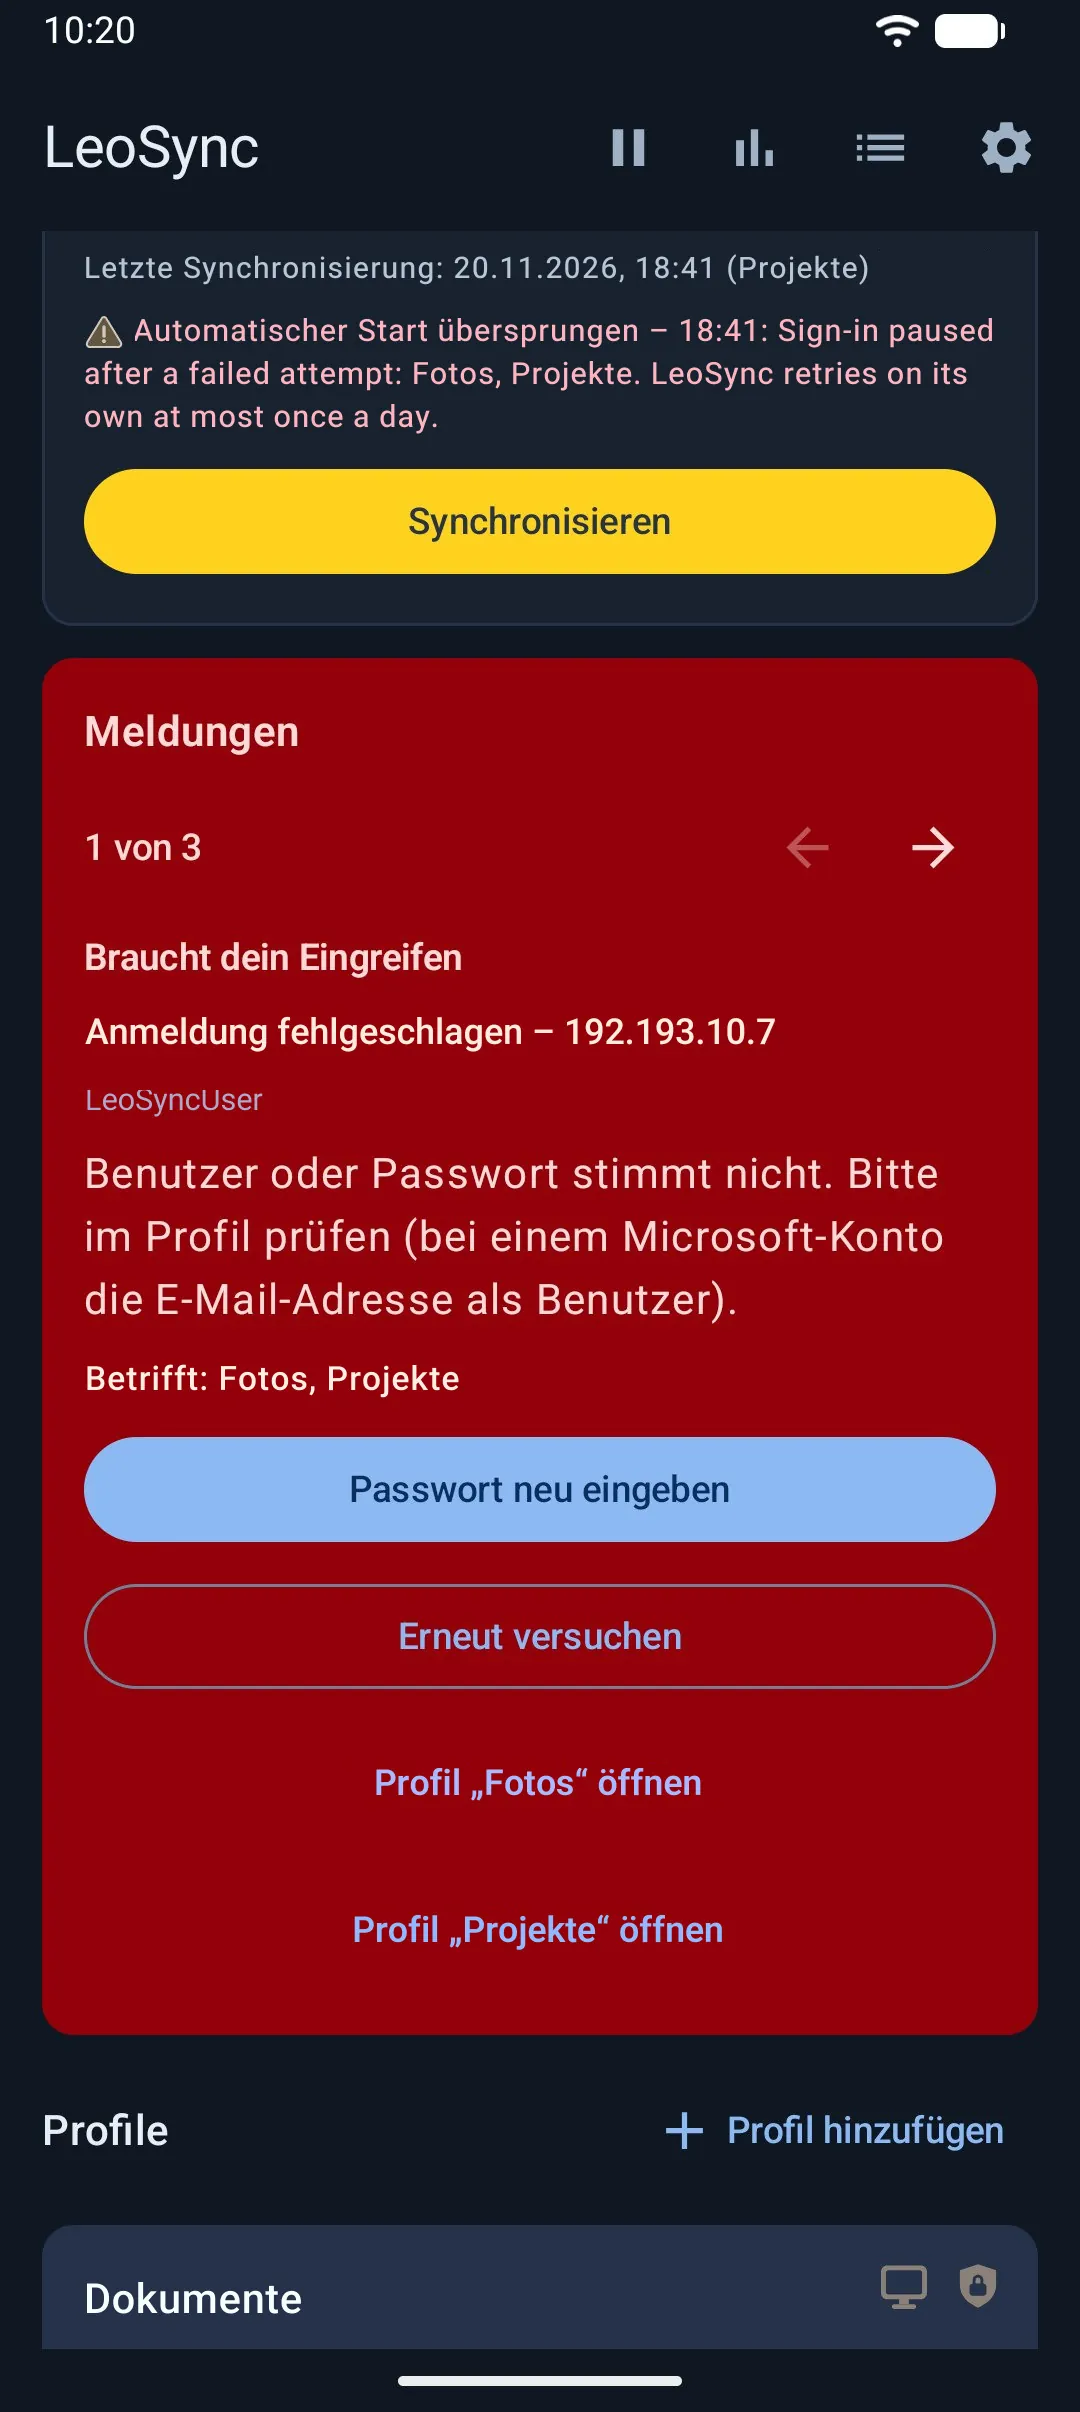 10:20
LeoSync
Letzte Synchronisierung: 20.11.2026, 18:41 (Projekte)
⚠ Automatischer Start übersprungen – 18:41: Sign-in paused
after a failed attempt: Fotos, Projekte. LeoSync retries on its
own at most once a day.
Synchronisieren
Meldungen
1 von 3
Braucht dein Eingreifen
Anmeldung fehlgeschlagen – 192.193.10.7
LeoSyncUser
Benutzer oder Passwort stimmt nicht. Bitte
im Profil prüfen (bei einem Microsoft-Konto
die E-Mail-Adresse als Benutzer).
Betrifft: Fotos, Projekte
Passwort neu eingeben
Erneut versuchen
Profil „Fotos“ öffnen
Profil „Projekte“ öffnen
Profile
Profil hinzufügen
Dokumente